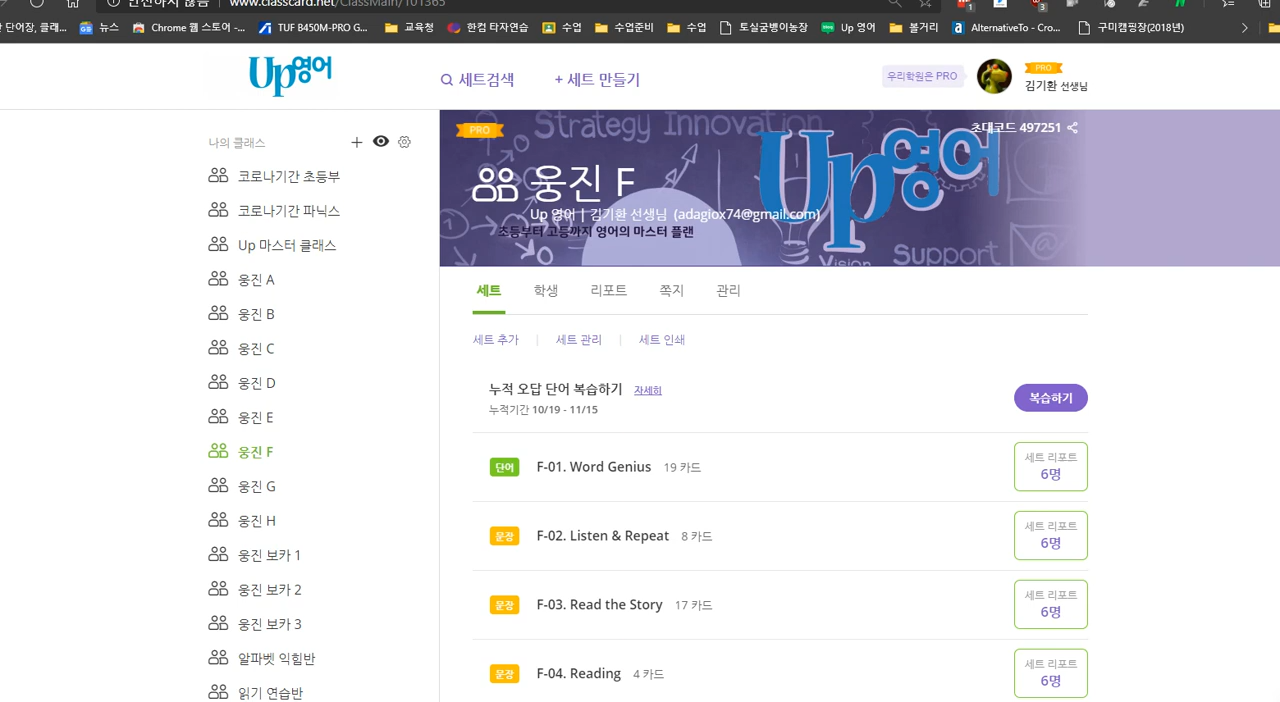 안전하지 않음 www.classcard.net/ClassMain/101365
단어장, 클래...
뉴스
Chrome 웹 스토어 -...
TUF B450M-PRO G...
교육청
한컴 타자연습
수업
수업준비
수업
토실굼벵이농장
Up 영어
볼거리
AlternativeTo - Cro...
구미캠핑장(2018년)
Up영어
세트검색
+ 세트 만들기
우리학원은 PRO
PRO
김기환 선생님
나의 클래스
코로나기간 초등부
코로나기간 파닉스
Up 마스터 클래스
웅진 A
웅진 B
웅진 C
웅진 D
웅진 E
웅진 F
웅진 G
웅진 H
웅진 보카 1
웅진 보카 2
웅진 보카 3
알파벳 익힘반
읽기 연습반
PRO
Strategy Innovation
초대코드 497251
Up영어
웅진 F
Up 영어 | 김기환 선생님 (adagiox74@gmail.com)
초등부터 고등까지 영어의 마스터 플랜
Vision
Support
세트
학생
리포트
쪽지
관리
세트 추가 | 세트 관리 | 세트 인쇄
누적 오답 단어 복습하기 자세히
누적기간 10/19 - 11/15
복습하기
단어 F-01. Word Genius 19 카드
세트 리포트
6명
문장 F-02. Listen & Repeat 8 카드
세트 리포트
6명
문장 F-03. Read the Story 17 카드
세트 리포트
6명
문장 F-04. Reading 4 카드
세트 리포트
6명